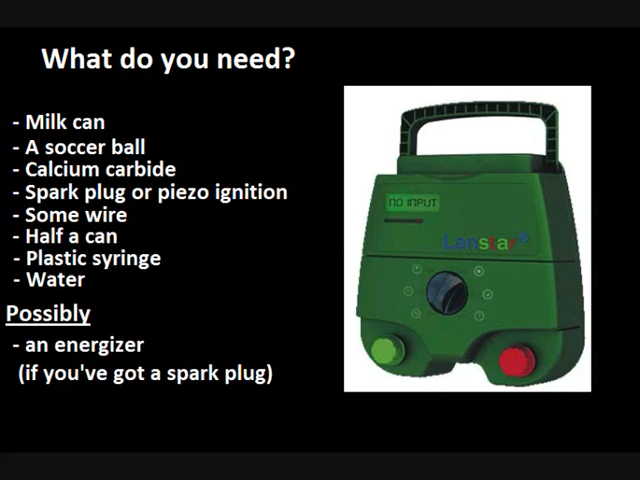 What do you need?
- Milk can
- A soccer ball
- Calcium carbide
- Spark plug or piezo ignition
- Some wire
- Half a can
- Plastic syringe
- Water
Possibly
- an energizer
(if you've got a spark plug)
NO INPUT
Lanstar